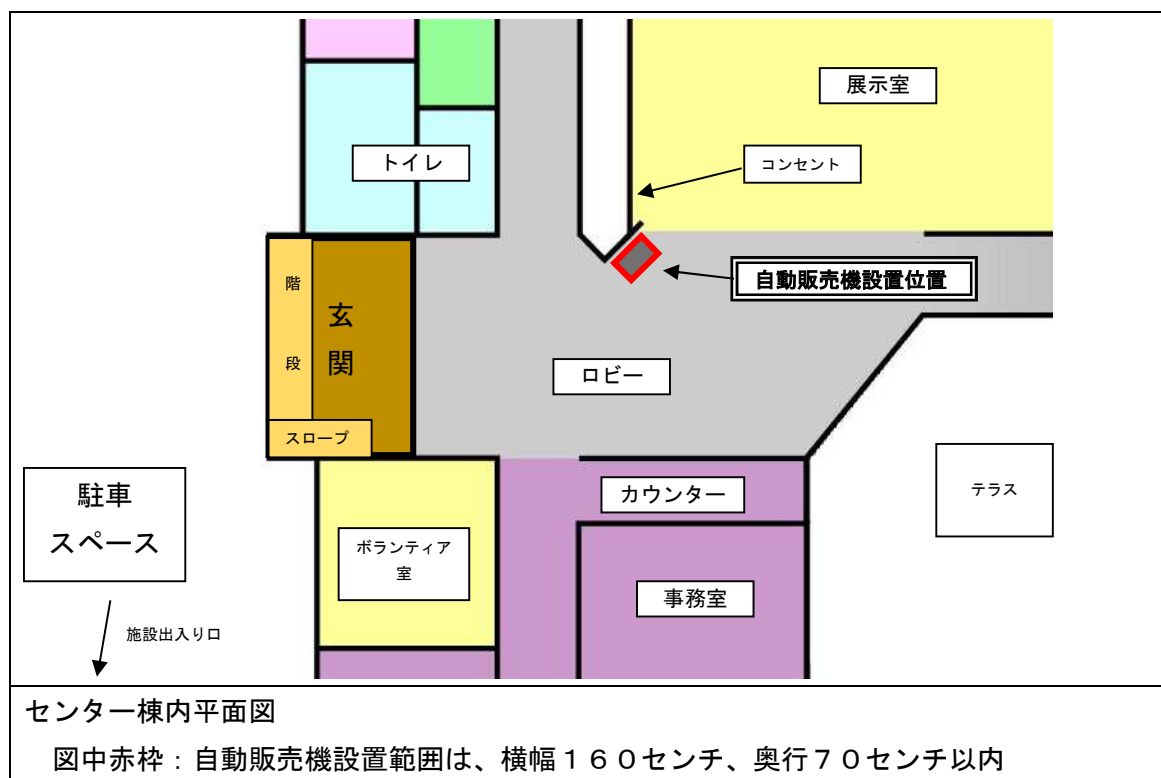 展示室
コンセント
トイレ
自動販売機設置位置
階
段
玄
関
スロープ
ロビー
駐車
スペース
カウンター
テラス
ボランティア
室
事務室
施設出入り口
センター棟内平面図
図中赤枠：自動販売機設置範囲は、横幅１６０センチ、奥行７０センチ以内